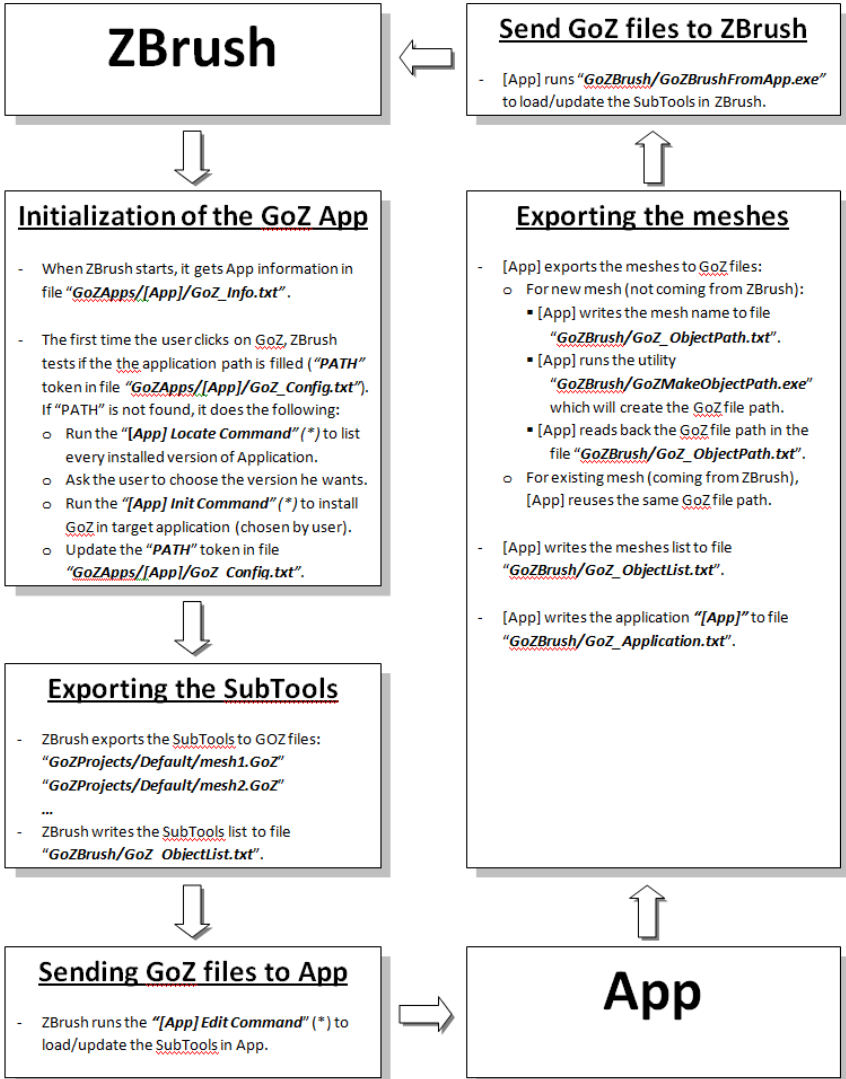 ZBrush
Initialization of the GoZ App
- When ZBrush starts, it gets App information in
file “GoZApps/[App]/GoZ_Info.txt” .
- The first time the user clicks on GoZ, ZBrush
tests if the the application path is filled (“PATH”
token in file “GoZApps/[App]/GoZ_Config.txt”).
If “PATH” is not found, it does the following:
o Run the “[App] Locate Command” (*) to list
every installed version of Application.
o Ask the user to choose the version he wants.
o Run the “[App] Init Command” (*) to install
GoZ in target application (chosen by user).
o Update the “PATH” token in file
“GoZApps/[App]/GoZ_Config.txt”.
Exporting the SubTools
- ZBrush exports the SubTools to GOZ files:
“GoZProjects/Default/mesh1.GoZ”
“GoZProjects/Default/mesh2.GoZ”
...
- ZBrush writes the SubTools list to file
“GoZBrush/GoZ_ObjectList.txt”.
Sending GoZ files to App
- ZBrush runs the “[App] Edit Command” (*) to
load/update the SubTools in App.
App
Exporting the meshes
- [App] exports the meshes to GoZ files:
o For new mesh (not coming from ZBrush):
▪ [App] writes the mesh name to file
“GoZBrush/GoZ_ObjectPath.txt”.
▪ [App] runs the utility
“GoZBrush/GoZMakeObjectPath.exe”
which will create the GoZ file path.
▪ [App] reads back the GoZ file path in the
file “GoZBrush/GoZ_ObjectPath.txt”.
o For existing mesh (coming from ZBrush),
[App] reuses the same GoZ file path.
- [App] writes the meshes list to file
“GoZBrush/GoZ_ObjectList.txt”.
- [App] writes the application “[App]” to file
“GoZBrush/GoZ_Application.txt”.
Send GoZ files to ZBrush
- [App] runs “GoZBrush/GoZBrushFromApp.exe”
to load/update the SubTools in ZBrush.